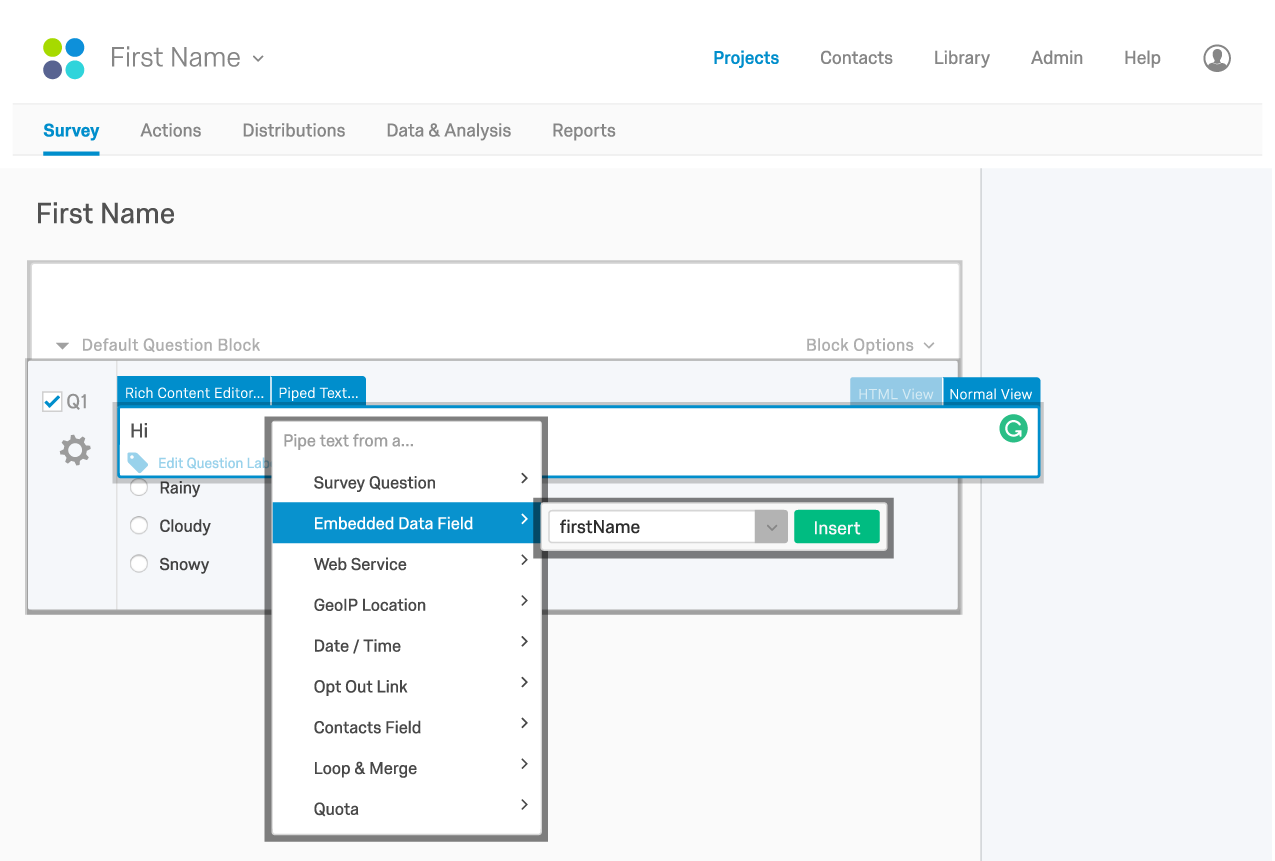 First Name
Projects Contacts Library Admin Help
Survey Actions Distributions Data & Analysis Reports
First Name
Default Question Block Block Options
Q1
Rich Content Editor... Piped Text... HTML View Normal View
Hi
Edit Question Lab
Rainy
Cloudy
Snowy
Pipe text from a...
Survey Question
Embedded Data Field
Web Service
GeoIP Location
Date / Time
Opt Out Link
Contacts Field
Loop & Merge
Quota
firstName Insert